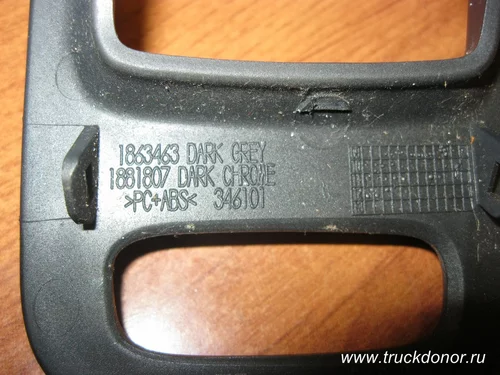 1863463 DARK GREY
1881807 DARK CHROME
>PC+ABS< 346101
www.truckdonor.ru